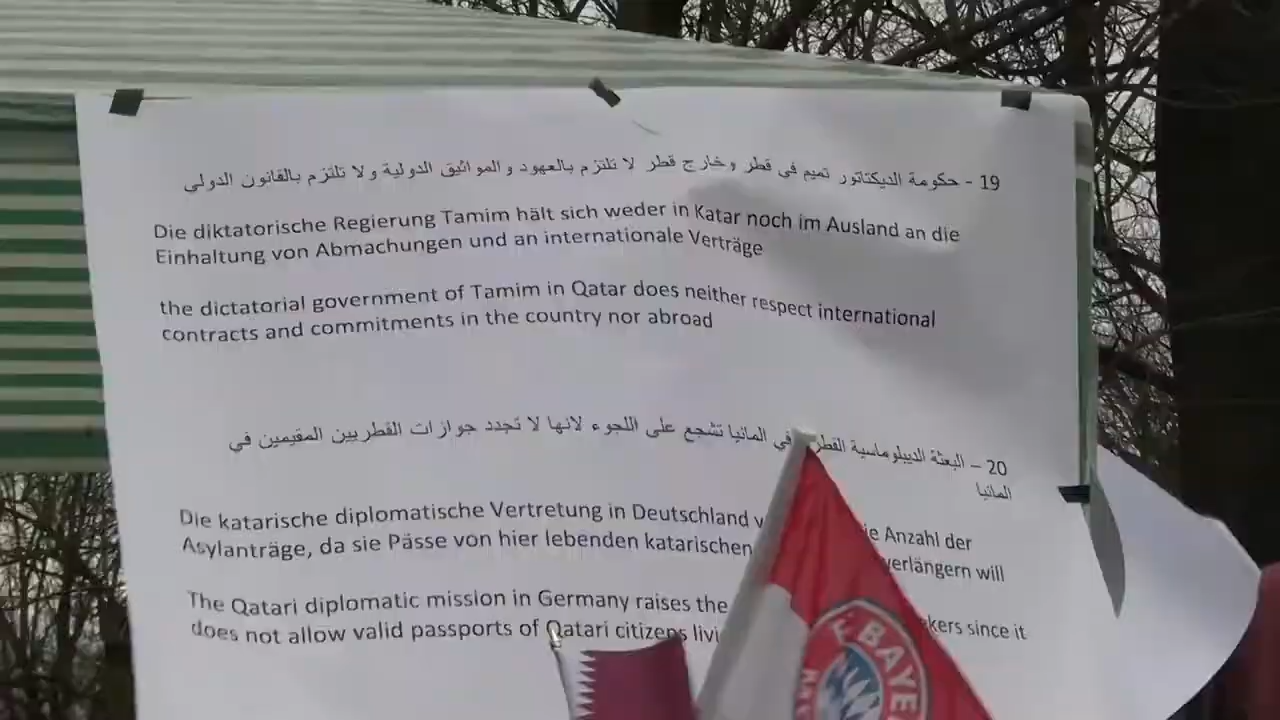 19 - حكومة الديكتاتور تميم في قطر وخارج قطر لا تلتزم بالعهود والمواثيق الدولية ولا تلتزم بالقانون الدولي
Die diktatorische Regierung Tamim hält sich weder in Katar noch im Ausland an die
Einhaltung von Abmachungen und an internationale Verträge
the dictatorial government of Tamim in Qatar does neither respect international
contracts and commitments in the country nor abroad
20 – البعثة الديبلوماسية القطر في المانيا تشجع على اللجوء لانها لا تجدد جوازات القطريين المقيمين في
المانيا
Die katarische diplomatische Vertretung in Deutschland Anzahl der
Asylanträge, da sie Pässe von hier lebenden katarischen verlängern will
The Qatari diplomatic mission in Germany raises the
does not allow valid passports of Qatari citizens since it
BAYE